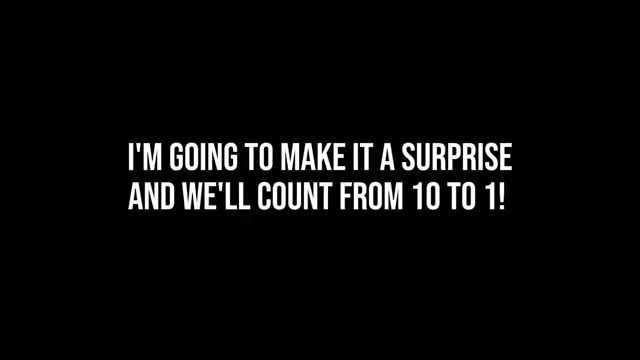 I'M GOING TO MAKE IT A SURPRISE
AND WE'LL COUNT FROM 10 TO 1!